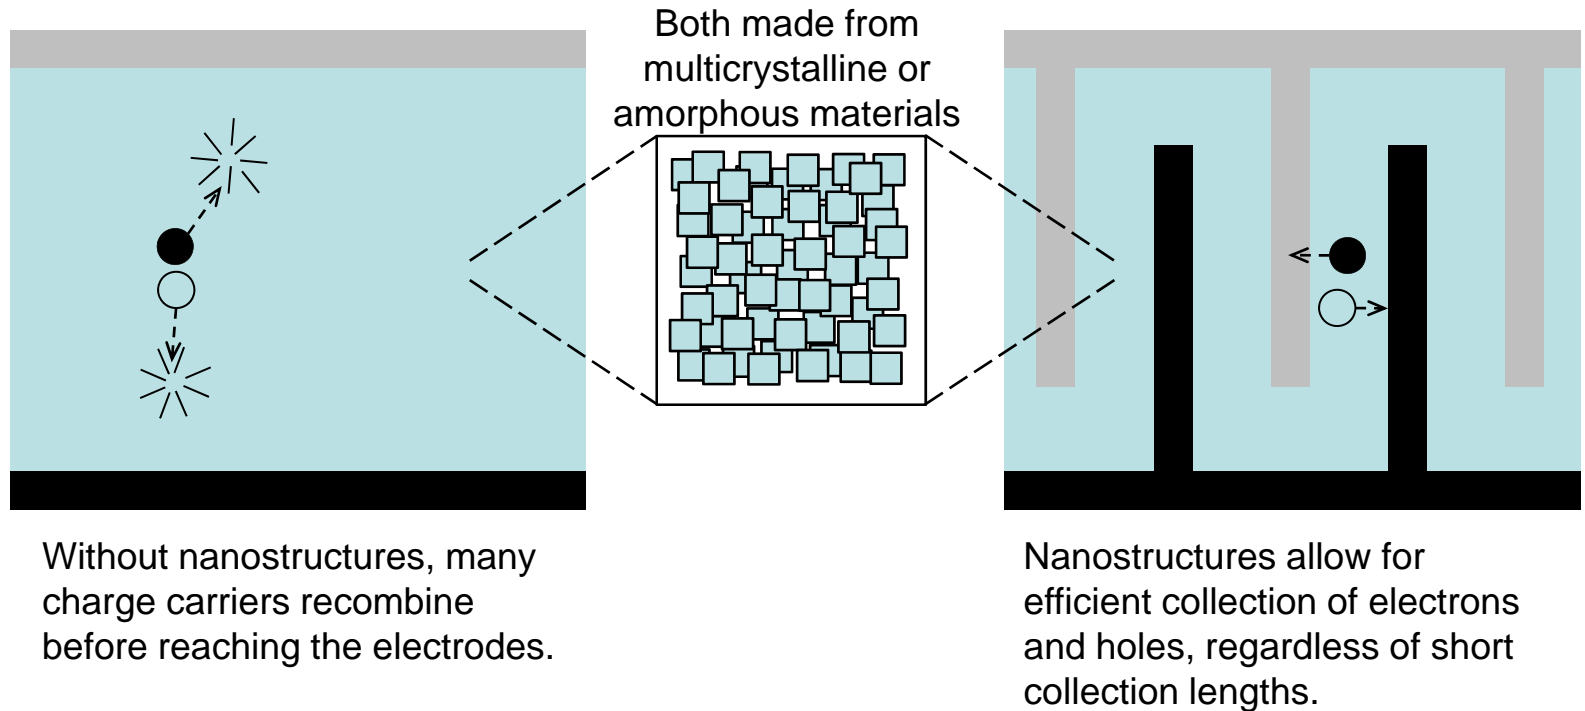 Both made from
multicrystalline or
amorphous materials
Without nanostructures, many
charge carriers recombine
before reaching the electrodes.
Nanostructures allow for
efficient collection of electrons
and holes, regardless of short
collection lengths.